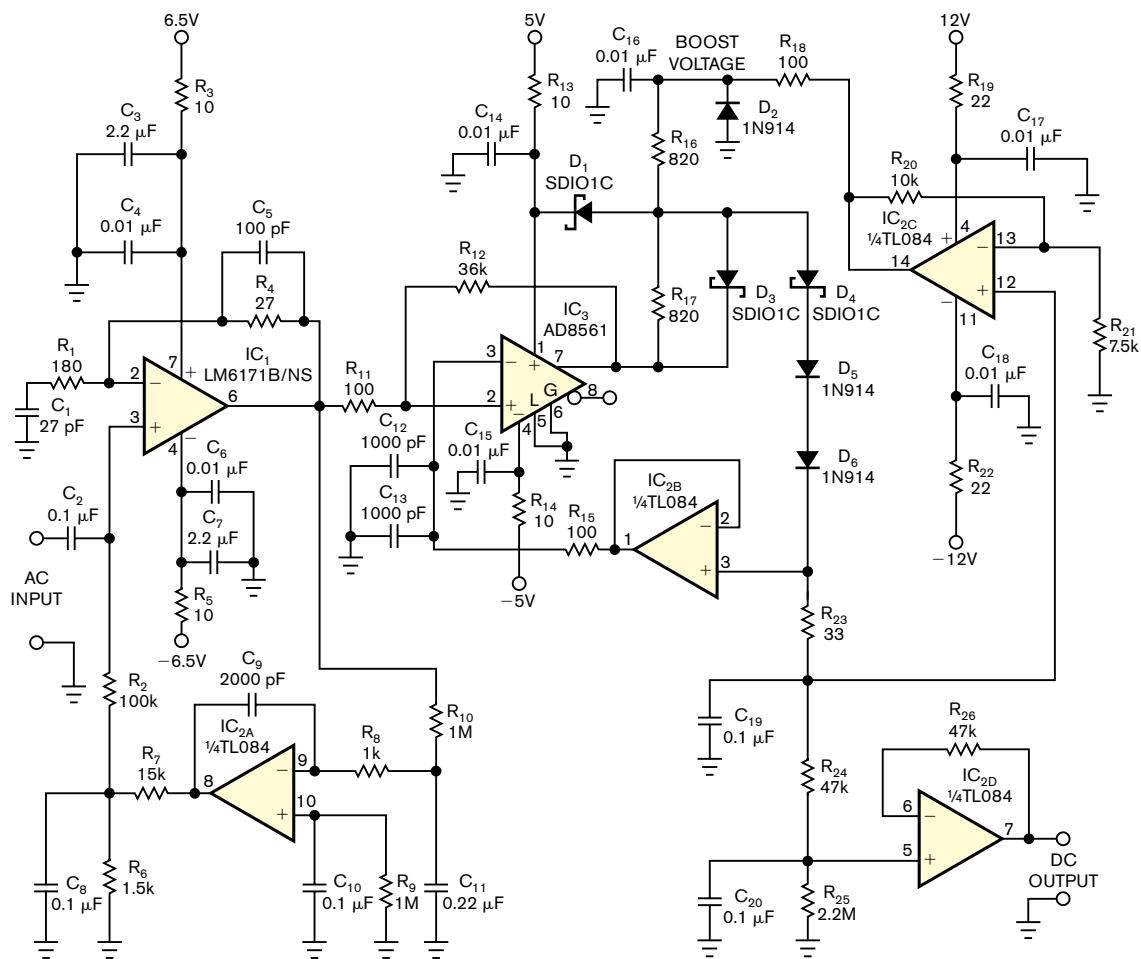 6.5V
R3
10
C3
2.2 µF
C4
0.01 µF
C5
100 pF
R4
27
R1
180
C1
27 pF
IC1
LM6171B/NS
2
−
3
+
7
+
6
4
−
C6
0.01 µF
C7
2.2 µF
R5
10
−6.5V
C2
0.1 µF
AC
INPUT
R2
100k
C9
2000 pF
IC2A
¼TL084
R7
15k
8
9
−
10
+
R8
1k
R10
1M
C8
0.1 µF
R6
1.5k
C10
0.1 µF
R9
1M
C11
0.22 µF
5V
R13
10
C14
0.01 µF
D1
SDIO1C
R12
36k
IC3
AD8561
R11
100
3
−
2
+
1
+
7
8
L
G
−
4
5
6
C12
1000 pF
C13
1000 pF
C15
0.01 µF
R14
10
−5V
R15
100
IC2B
¼TL084
1
2
−
3
+
C16
0.01 µF
BOOST
VOLTAGE
D2
1N914
R18
100
R16
820
R17
820
D3
SDIO1C
D4
SDIO1C
D5
1N914
D6
1N914
R23
33
12V
R19
22
C17
0.01 µF
R20
10k
IC2C
¼TL084
4
+
14
13
−
12
+
−
11
R21
7.5k
C18
0.01 µF
R22
22
−12V
C19
0.1 µF
R24
47k
R26
47k
IC2D
¼TL084
6
−
5
+
7
C20
0.1 µF
R25
2.2M
DC
OUTPUT